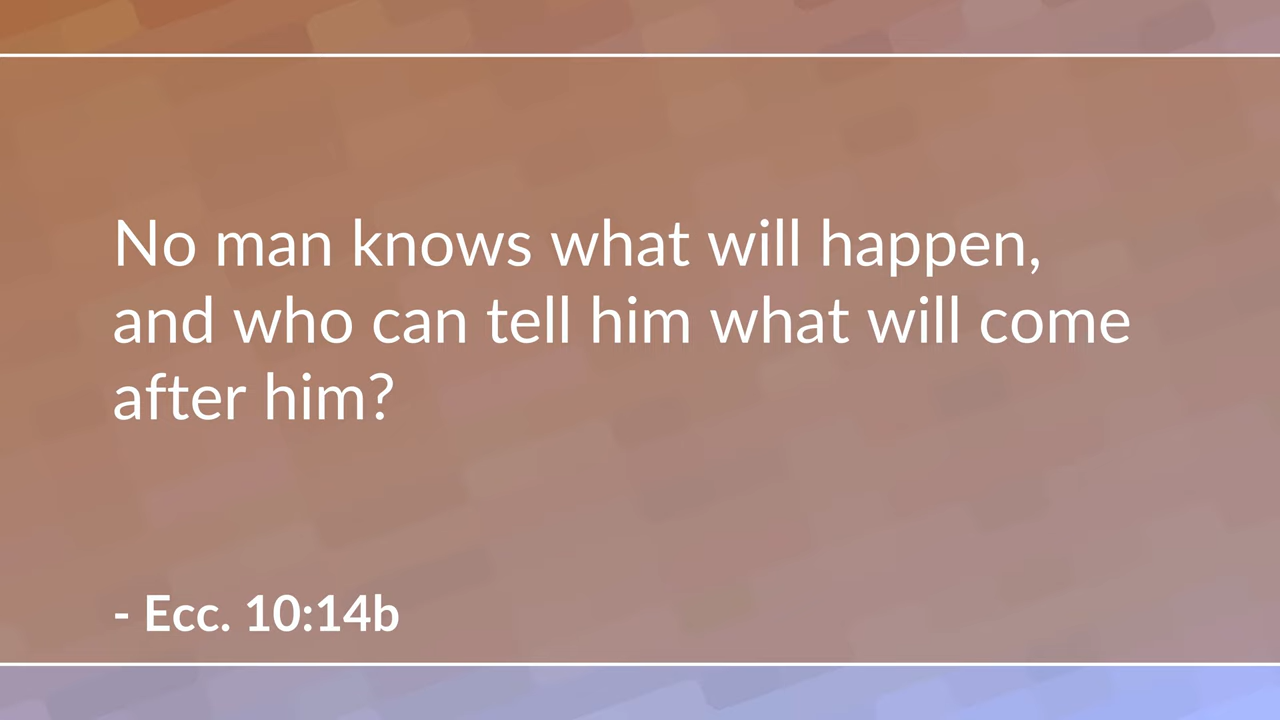 No man knows what will happen,
and who can tell him what will come
after him?
- Ecc. 10:14b